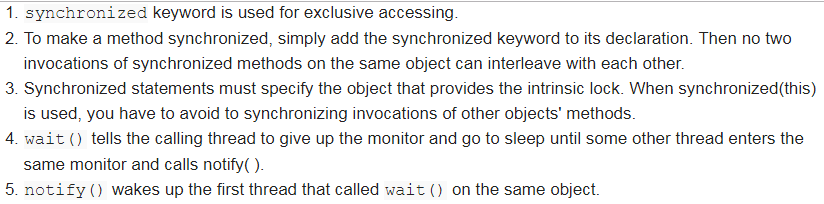 1. synchronized keyword is used for exclusive accessing.
2. To make a method synchronized, simply add the synchronized keyword to its declaration. Then no two
invocations of synchronized methods on the same object can interleave with each other.
3. Synchronized statements must specify the object that provides the intrinsic lock. When synchronized(this)
is used, you have to avoid to synchronizing invocations of other objects' methods.
4. wait() tells the calling thread to give up the monitor and go to sleep until some other thread enters the
same monitor and calls notify( ).
5. notify() wakes up the first thread that called wait() on the same object.